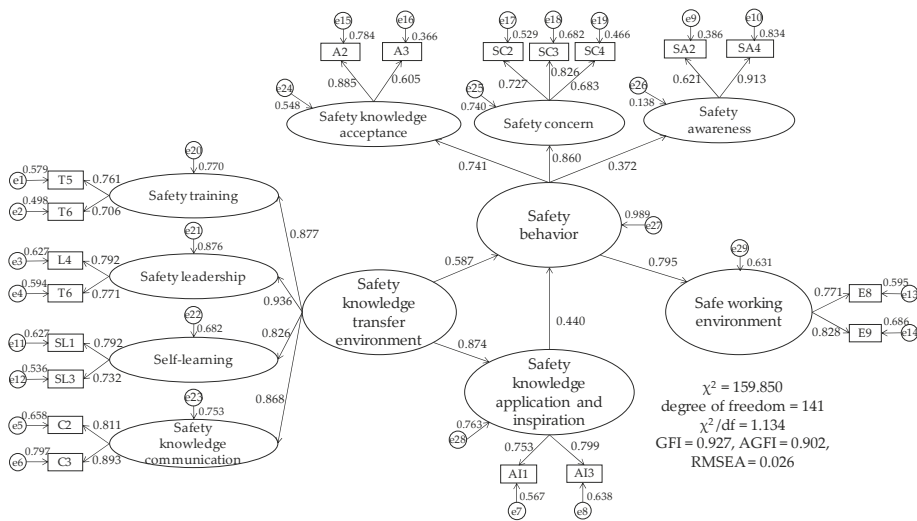 e15
e16
0.784
0.366
A2
A3
0.885
0.605
e24
0.548
Safety knowledge
acceptance
e17
e18
e19
0.529
0.682
0.466
SC2
SC3
SC4
0.727
0.826
0.683
e25
0.740
Safety concern
e9
e10
0.386
0.834
SA2
SA4
0.621
0.913
e26
0.138
Safety
awareness
0.741
0.860
0.372
e20
0.770
e1
0.579
T5
0.761
Safety training
e2
0.498
T6
0.706
0.877
e21
0.876
e3
0.627
L4
0.792
Safety leadership
e4
0.594
T6
0.771
0.936
e22
0.682
0.826
e11
0.627
SL1
0.792
Self-learning
e12
0.536
SL3
0.732
0.868
e23
0.753
e5
0.658
C2
0.811
Safety
knowledge
communication
e6
0.797
C3
0.893
Safety
knowledge
transfer
environment
0.587
0.874
Safety
behavior
0.989
e27
0.440
0.795
e29
0.631
Safe working
environment
0.771
E8
0.595
e13
0.828
E9
0.686
e14
Safety
knowledge
application and
inspiration
0.763
e28
0.753
0.799
AI1
AI3
0.567
0.638
e7
e8
χ² = 159.850
degree of freedom = 141
χ²/df = 1.134
GFI = 0.927, AGFI = 0.902,
RMSEA = 0.026